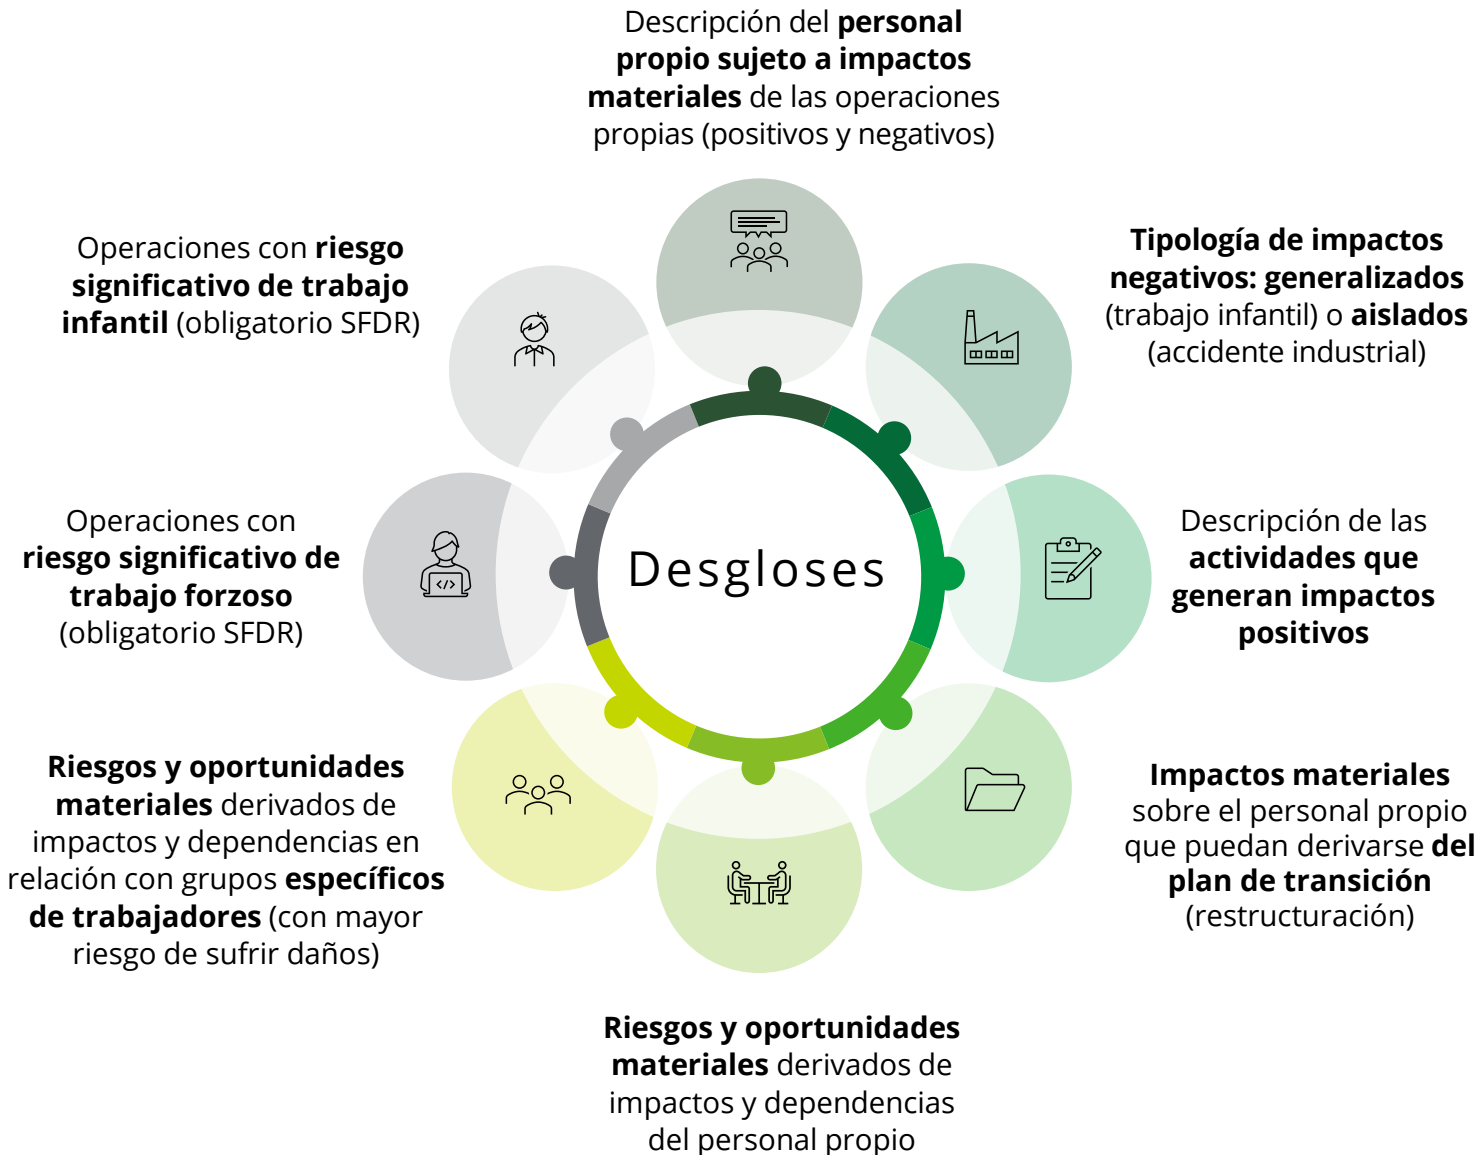 Descripción del personal
propio sujeto a impactos
materiales de las operaciones
propias (positivos y negativos)
Tipología de impactos
negativos: generalizados
(trabajo infantil) o aislados
(accidente industrial)
Descripción de las
actividades que
generan impactos
positivos
Impactos materiales
sobre el personal propio
que puedan derivarse del
plan de transición
(restructuración)
Riesgos y oportunidades
materiales derivados de
impactos y dependencias
del personal propio
Riesgos y oportunidades
materiales derivados de
impactos y dependencias en
relación con grupos específicos
de trabajadores (con mayor
riesgo de sufrir daños)
Operaciones con
riesgo significativo de
trabajo forzoso
(obligatorio SFDR)
Operaciones con riesgo
significativo de trabajo
infantil (obligatorio SFDR)
Desgloses